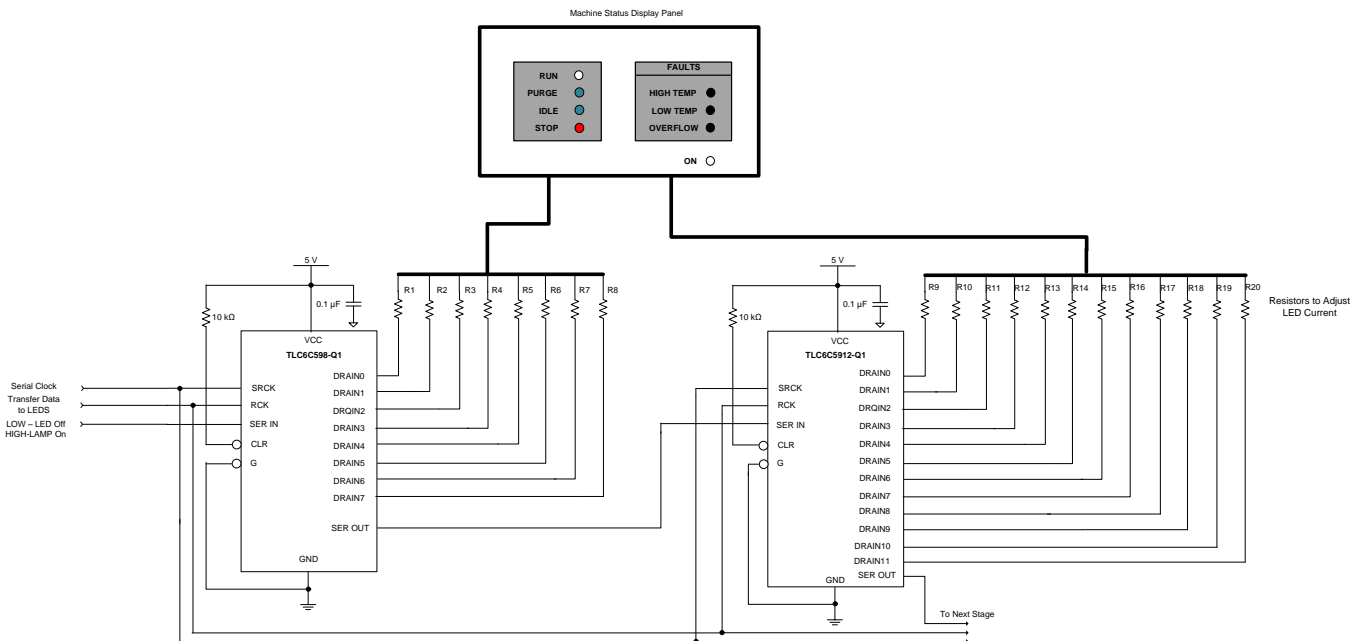 Machine Status Display Panel
RUN
PURGE
IDLE
STOP
FAULTS
HIGH TEMP
LOW TEMP
OVERFLOW
ON
5 V
0.1 µF
10 kΩ
R1
R2
R3
R4
R5
R6
R7
R8
VCC
TLC6C598-Q1
Serial Clock
Transfer Data
to LEDS
LOW – LED Off
HIGH-LAMP On
SRCK
RCK
SER IN
CLR
G
DRAIN0
DRAIN1
DRQIN2
DRAIN3
DRAIN4
DRAIN5
DRAIN6
DRAIN7
SER OUT
GND
5 V
0.1 µF
10 kΩ
R9
R10
R11
R12
R13
R14
R15
R16
R17
R18
R19
R20
Resistors to Adjust
LED Current
VCC
TLC6C5912-Q1
SRCK
RCK
SER IN
CLR
G
DRAIN0
DRAIN1
DRQIN2
DRAIN3
DRAIN4
DRAIN5
DRAIN6
DRAIN7
DRAIN8
DRAIN9
DRAIN10
DRAIN11
SER OUT
GND
To Next Stage